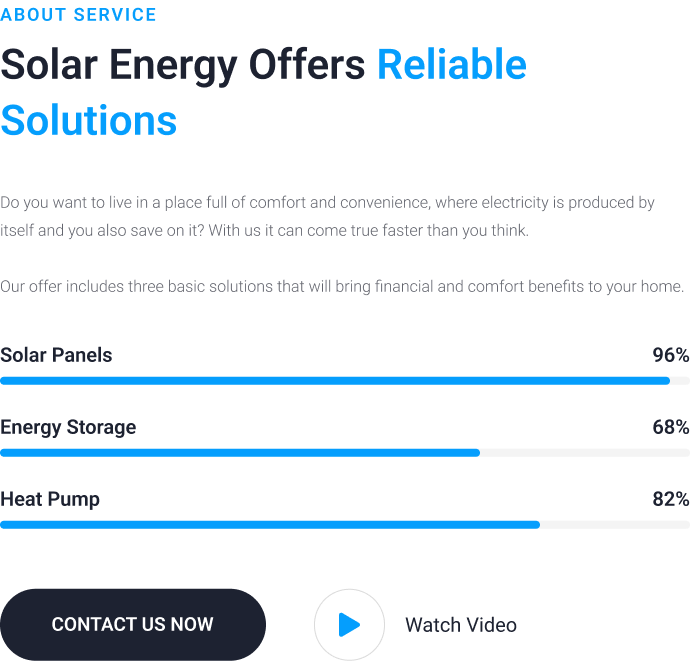 ABOUT SERVICE
Solar Energy Offers Reliable
Solutions
Do you want to live in a place full of comfort and convenience, where electricity is produced by
itself and you also save on it? With us it can come true faster than you think.
Our offer includes three basic solutions that will bring financial and comfort benefits to your home.
Solar Panels 96%
Energy Storage 68%
Heat Pump 82%
CONTACT US NOW Watch Video